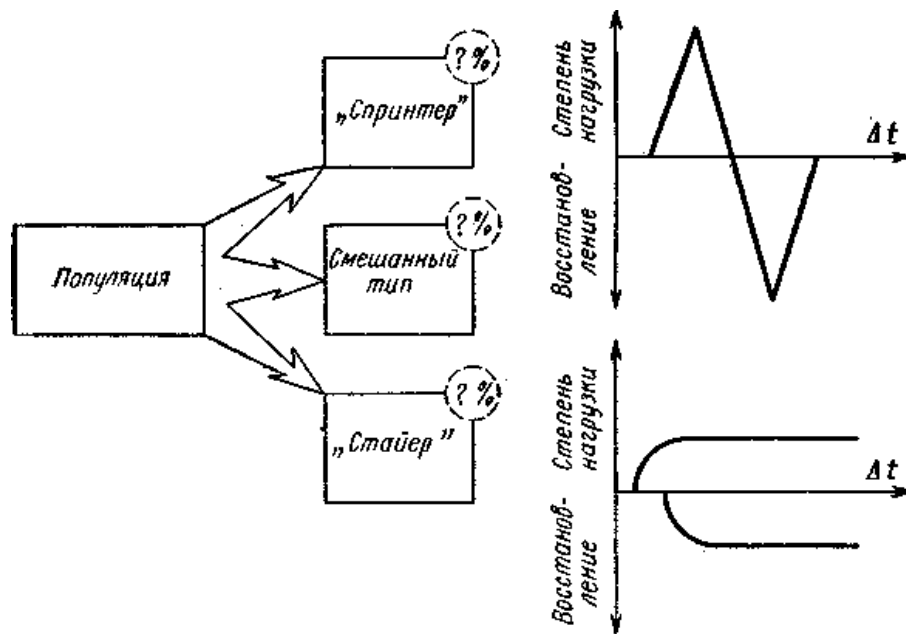 Популяция
?%
„Спринтер”
?%
Смешанный
тип
?%
„Стайер”
Степень
нагрузки
Восстанов-
ление
Δt
Степень
нагрузки
Восстанов-
ление
Δt